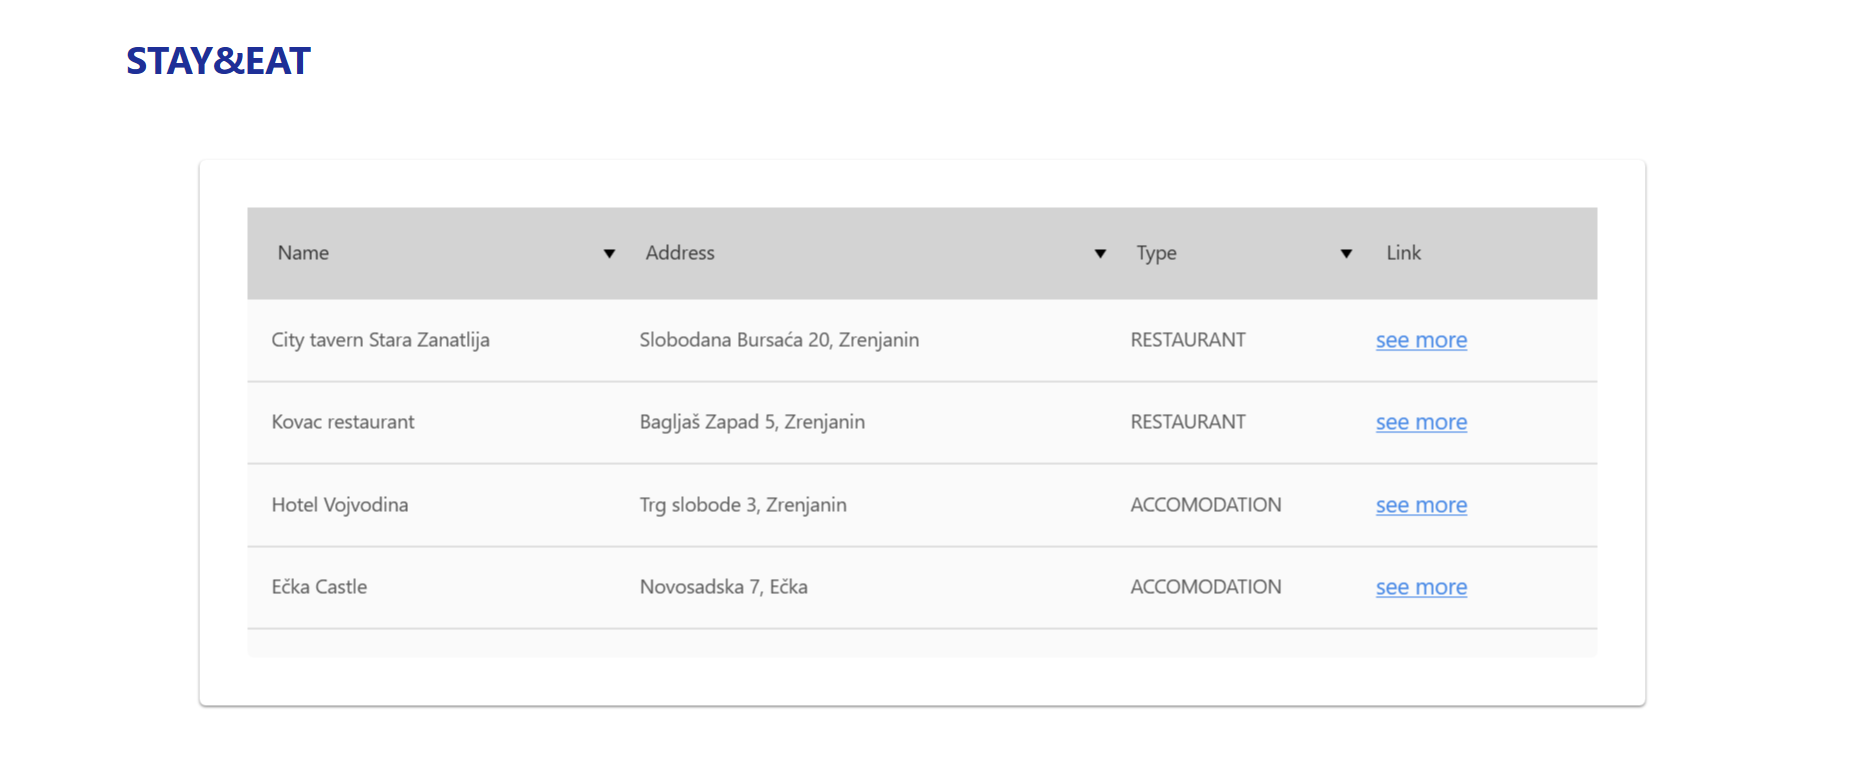 STAY&EAT
Name Address Type Link
City tavern Stara Zanatlija Slobodana Bursaća 20, Zrenjanin RESTAURANT see more
Kovac restaurant Bagljaš Zapad 5, Zrenjanin RESTAURANT see more
Hotel Vojvodina Trg slobode 3, Zrenjanin ACCOMODATION see more
Ečka Castle Novosadska 7, Ečka ACCOMODATION see more